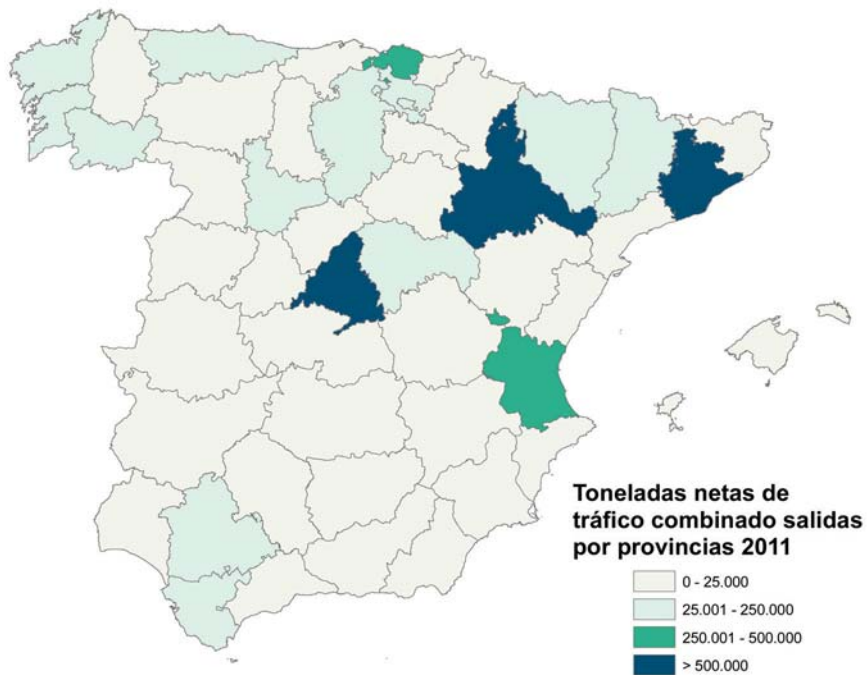 Toneladas netas de
tráfico combinado salidas
por provincias 2011
0 - 25.000
25.001 - 250.000
250.001 - 500.000
> 500.000